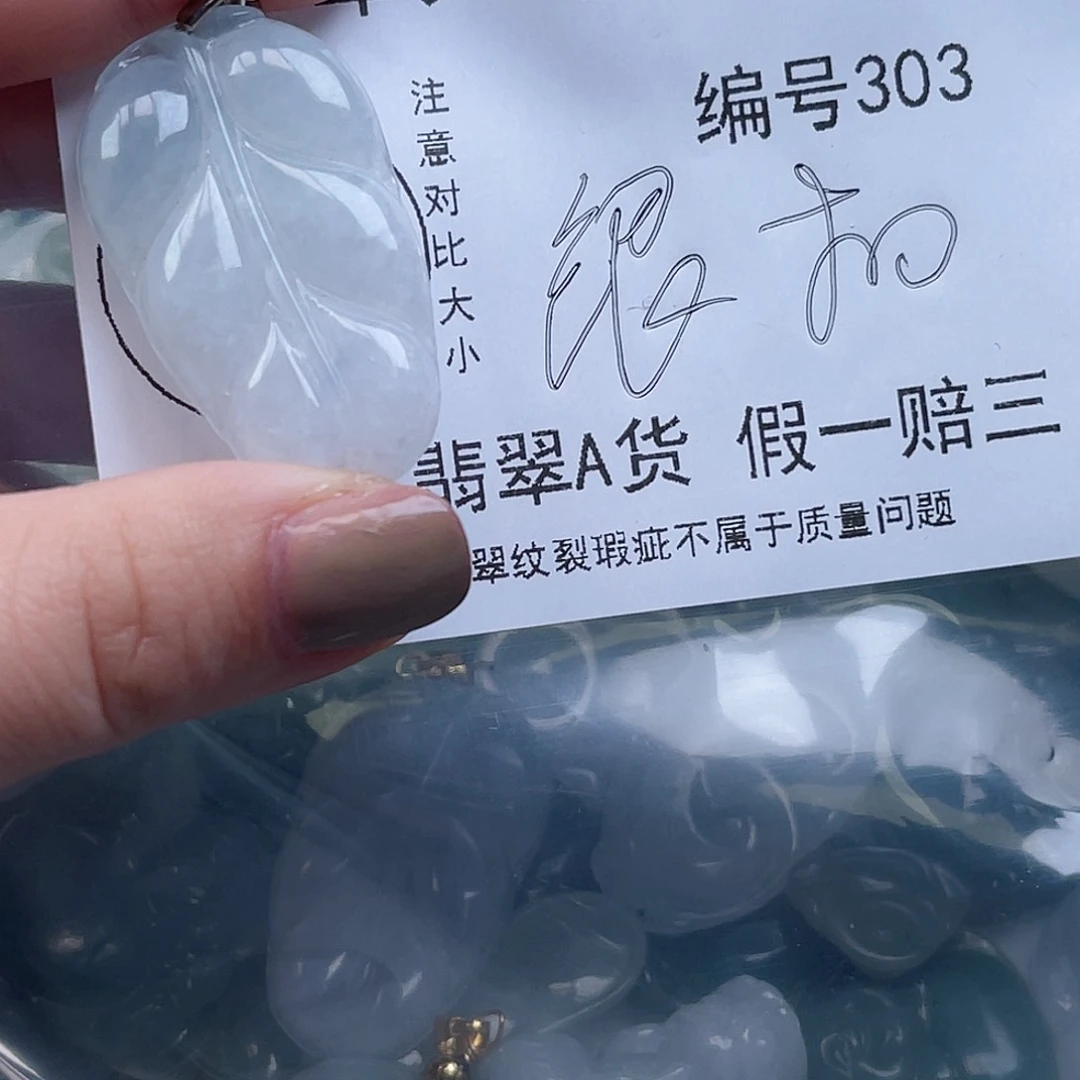 编号303
注意对比大小
银扣
翡翠A货 假一赔三
翠纹裂瑕疵不属于质量问题